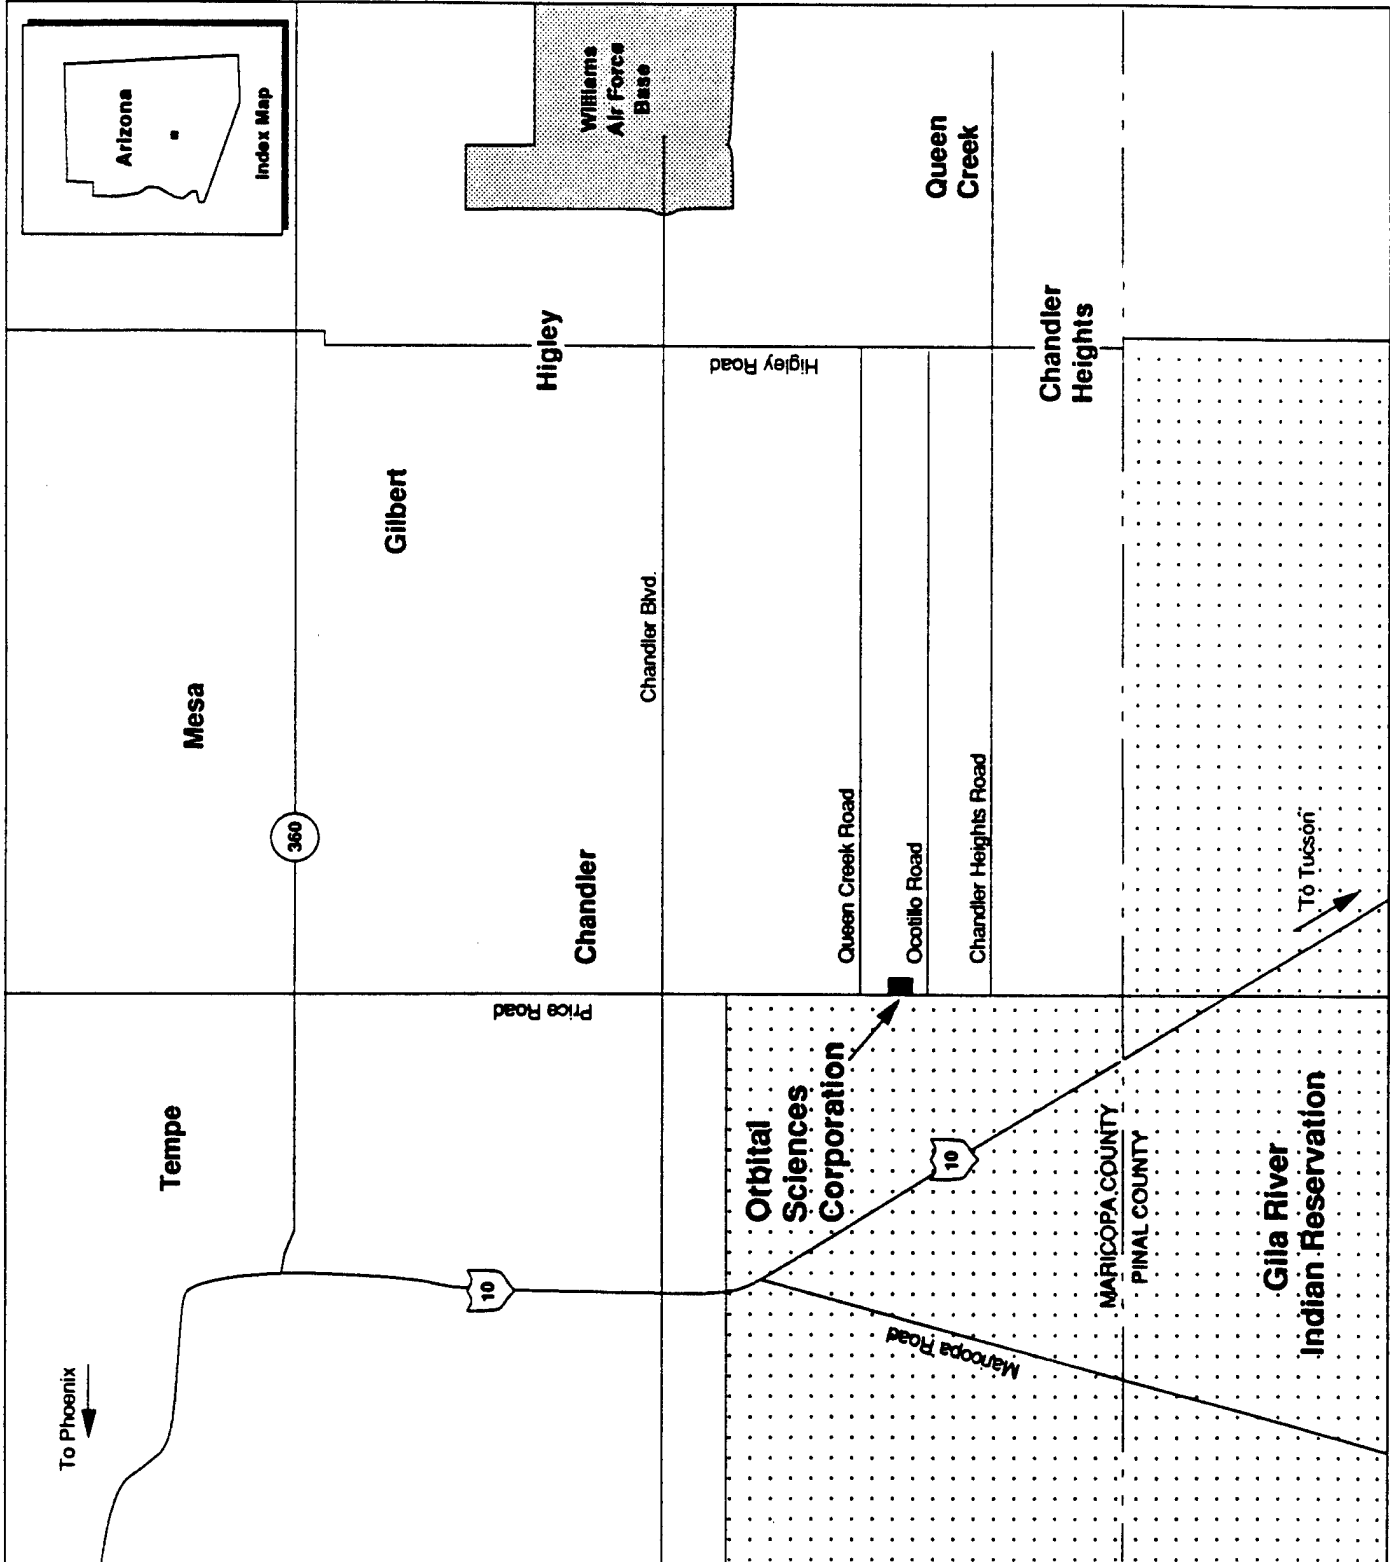 To Phoenix
Tempe
Mesa
Arizona
Index Map
360
Gilbert
10
Price Road
Chandler
Higley
Williams
Air Force
Base
Chandler Blvd.
Higley Road
Orbital
Sciences
Corporation
Queen Creek Road
Ocotillo Road
Chandler Heights Road
Queen
Creek
10
Maricopa Road
Chandler
Heights
MARICOPA COUNTY
PINAL COUNTY
Gila River
Indian Reservation
To Tucson